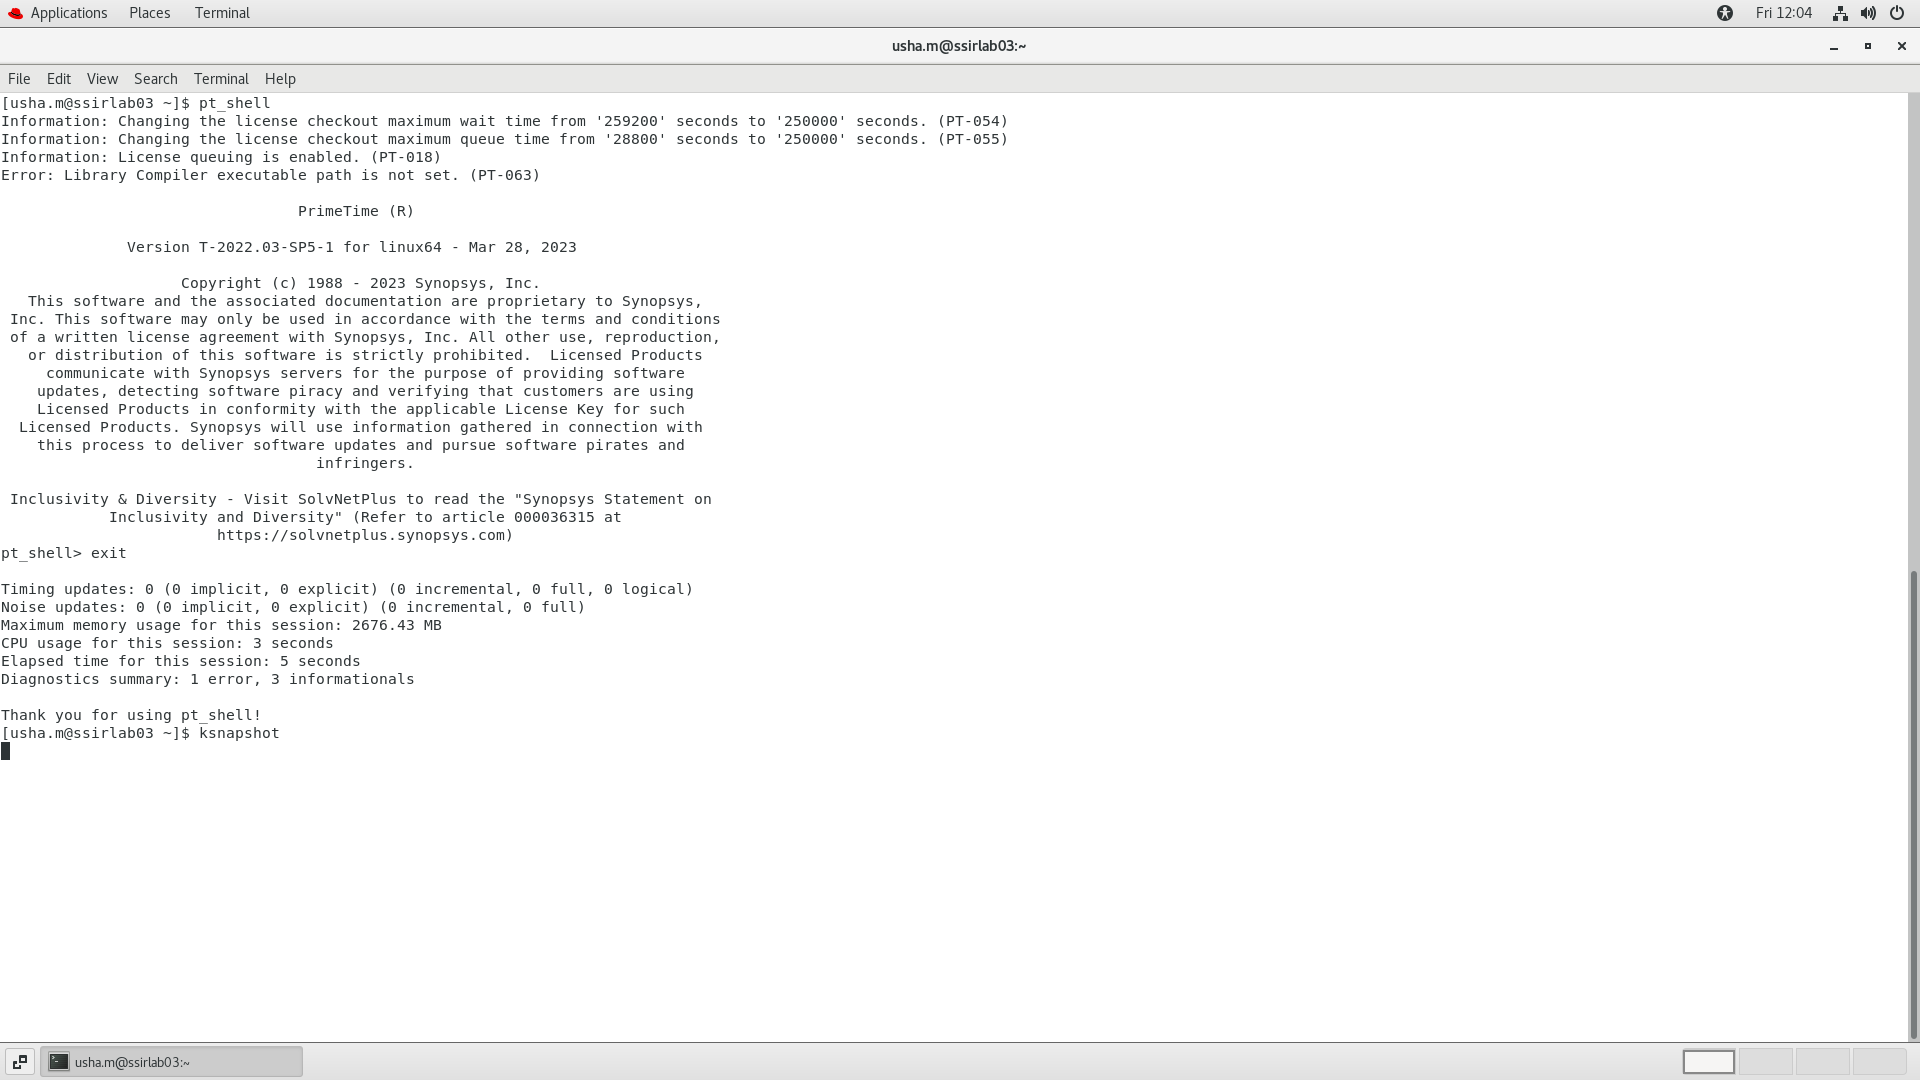 Applications Places Terminal Fri 12:04
usha.m@ssirlab03:~
File Edit View Search Terminal Help
[usha.m@ssirlab03 ~]$ pt_shell
Information: Changing the license checkout maximum wait time from '259200' seconds to '250000' seconds. (PT-054)
Information: Changing the license checkout maximum queue time from '28800' seconds to '250000' seconds. (PT-055)
Information: License queuing is enabled. (PT-018)
Error: Library Compiler executable path is not set. (PT-063)
PrimeTime (R)
Version T-2022.03-SP5-1 for linux64 - Mar 28, 2023
Copyright (c) 1988 - 2023 Synopsys, Inc.
This software and the associated documentation are proprietary to Synopsys,
Inc. This software may only be used in accordance with the terms and conditions
of a written license agreement with Synopsys, Inc. All other use, reproduction,
or distribution of this software is strictly prohibited.  Licensed Products
communicate with Synopsys servers for the purpose of providing software
updates, detecting software piracy and verifying that customers are using
Licensed Products in conformity with the applicable License Key for such
Licensed Products. Synopsys will use information gathered in connection with
this process to deliver software updates and pursue software pirates and
infringers.
Inclusivity & Diversity - Visit SolvNetPlus to read the "Synopsys Statement on
Inclusivity and Diversity" (Refer to article 000036315 at
https://solvnetplus.synopsys.com)
pt_shell> exit
Timing updates: 0 (0 implicit, 0 explicit) (0 incremental, 0 full, 0 logical)
Noise updates: 0 (0 implicit, 0 explicit) (0 incremental, 0 full)
Maximum memory usage for this session: 2676.43 MB
CPU usage for this session: 3 seconds
Elapsed time for this session: 5 seconds
Diagnostics summary: 1 error, 3 informationals
Thank you for using pt_shell!
[usha.m@ssirlab03 ~]$ ksnapshot
usha.m@ssirlab03:~